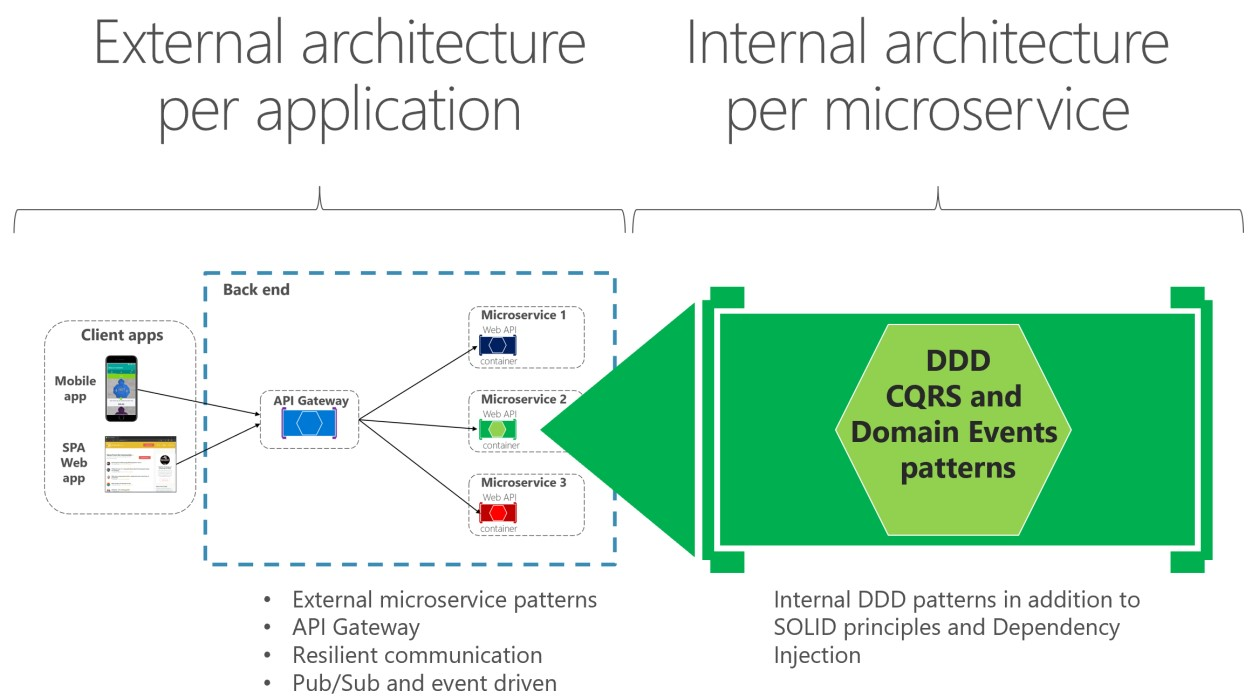 External architecture
per application
Internal architecture
per microservice
Back end
Client apps
Mobile
app
SPA
Web
app
API Gateway
Microservice 1
Web API
container
Microservice 2
Web API
container
Microservice 3
Web API
container
DDD
CQRS and
Domain Events
patterns
• External microservice patterns
• API Gateway
• Resilient communication
• Pub/Sub and event driven
Internal DDD patterns in addition to
SOLID principles and Dependency
Injection